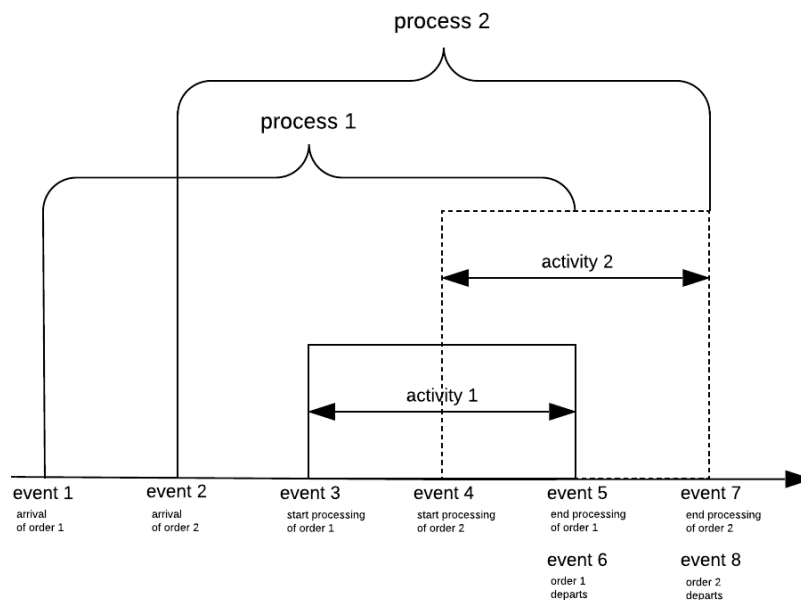 process 2
process 1
activity 2
activity 1
event 1
arrival
of order 1
event 2
arrival
of order 2
event 3
start processing
of order 1
event 4
start processing
of order 2
event 5
end processing
of order 1
event 7
end processing
of order 2
event 6
order 1
departs
event 8
order 2
departs